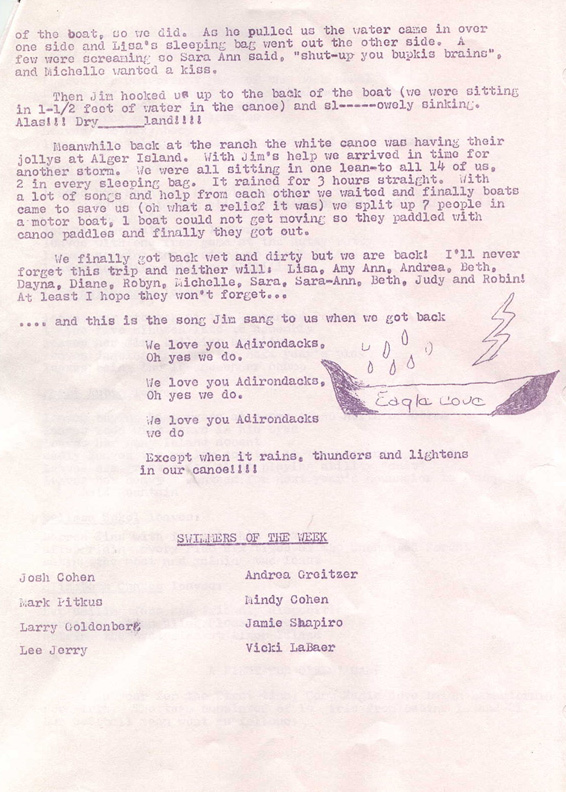 of the boat, so we did.  As he pulled us the water came in over
one side and Lisa's sleeping bag went out the other side.  A
few were screaming so Sara Ann said, "shut-up you bupkis brains",
and Michelle wanted a kiss.
Then Jim hooked us up to the back of the boat (we were sitting
in 1-1/2 feet of water in the canoe) and sl-----owely sinking.
Alas!!! Dry______land!!!!
Meanwhile back at the ranch the white canoe was having their
jollys at Alger Island.  With Jim's help we arrived in time for
another storm.  We were all sitting in one lean-to all 14 of us,
2 in every sleeping bag.  It rained for 3 hours straight.  With
a lot of songs and help from each other we waited and finally boats
came to save us (oh what a relief it was) we split up 7 people in
a motor boat, 1 boat could not get moving so they paddled with
canoe paddles and finally they got out.
We finally got back wet and dirty but we are back!  I'll never
forget this trip and neither will; Lisa, Amy Ann, Andrea, Beth,
Dayna, Diane, Robyn, Michelle, Sara, Sara-Ann, Beth, Judy and Robin!
At least I hope they won't forget...
.... and this is the song Jim sang to us when we got back
We love you Adirondacks,
Oh yes we do.
We love you Adirondacks,
Oh yes we do.
Eagle Cove
We love you Adirondacks
we do
Except when it rains, thunders and lightens
in our canoe!!!!
SWIMMERS OF THE WEEK
Josh Cohen Andrea Greitzer
Mark Pitkus Mindy Cohen
Larry Goldenberg Jamie Shapiro
Lee Jerry Vicki LaBaer